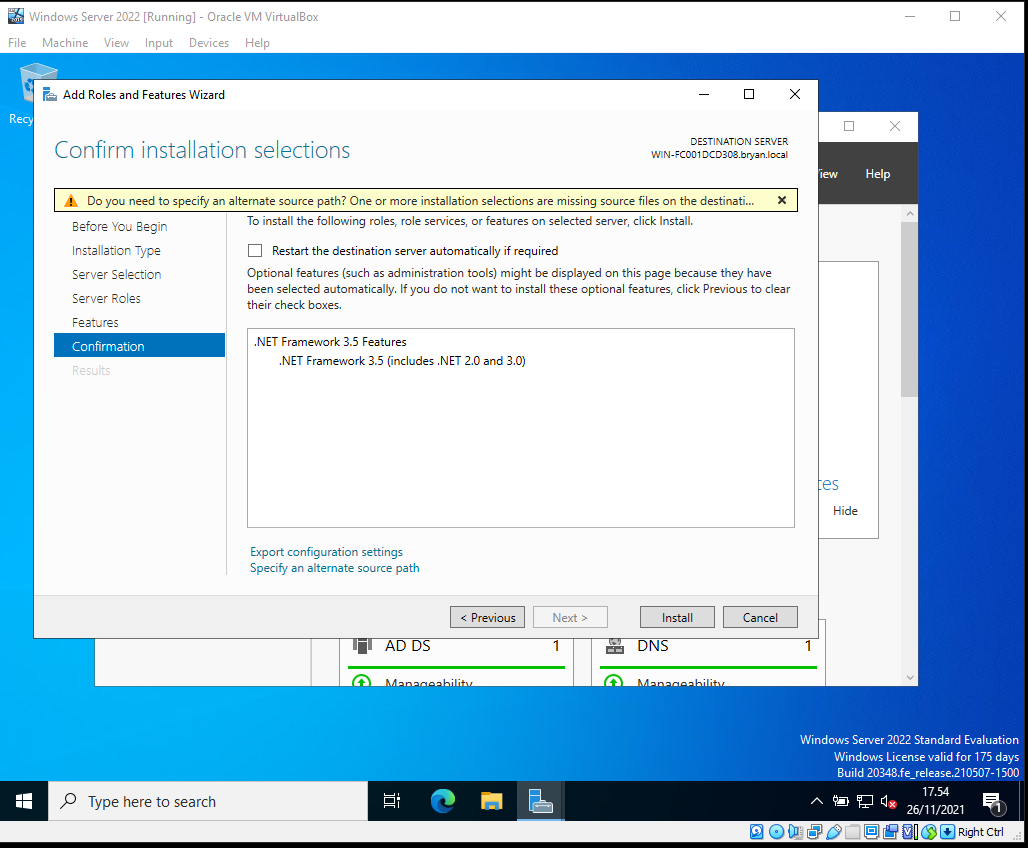 Windows Server 2022 [Running] - Oracle VM VirtualBox
File Machine View Input Devices Help
Add Roles and Features Wizard
Confirm installation selections
DESTINATION SERVER
WIN-FC001DCD308.bryan.local
View Help
Do you need to specify an alternate source path? One or more installation selections are missing source files on the destinati...
Before You Begin
Installation Type
Server Selection
Server Roles
Features
Confirmation
Results
To install the following roles, role services, or features on selected server, click Install.
Restart the destination server automatically if required
Optional features (such as administration tools) might be displayed on this page because they have
been selected automatically. If you do not want to install these optional features, click Previous to clear
their check boxes.
.NET Framework 3.5 Features
.NET Framework 3.5 (includes .NET 2.0 and 3.0)
Hide
Export configuration settings
Specify an alternate source path
< Previous
Next >
Install
Cancel
AD DS 1
DNS 1
Manageability
Manageability
Windows Server 2022 Standard Evaluation
Windows License valid for 175 days
Build 20348.fe_release.210507-1500
Type here to search
17.54
26/11/2021
1
Right Ctrl